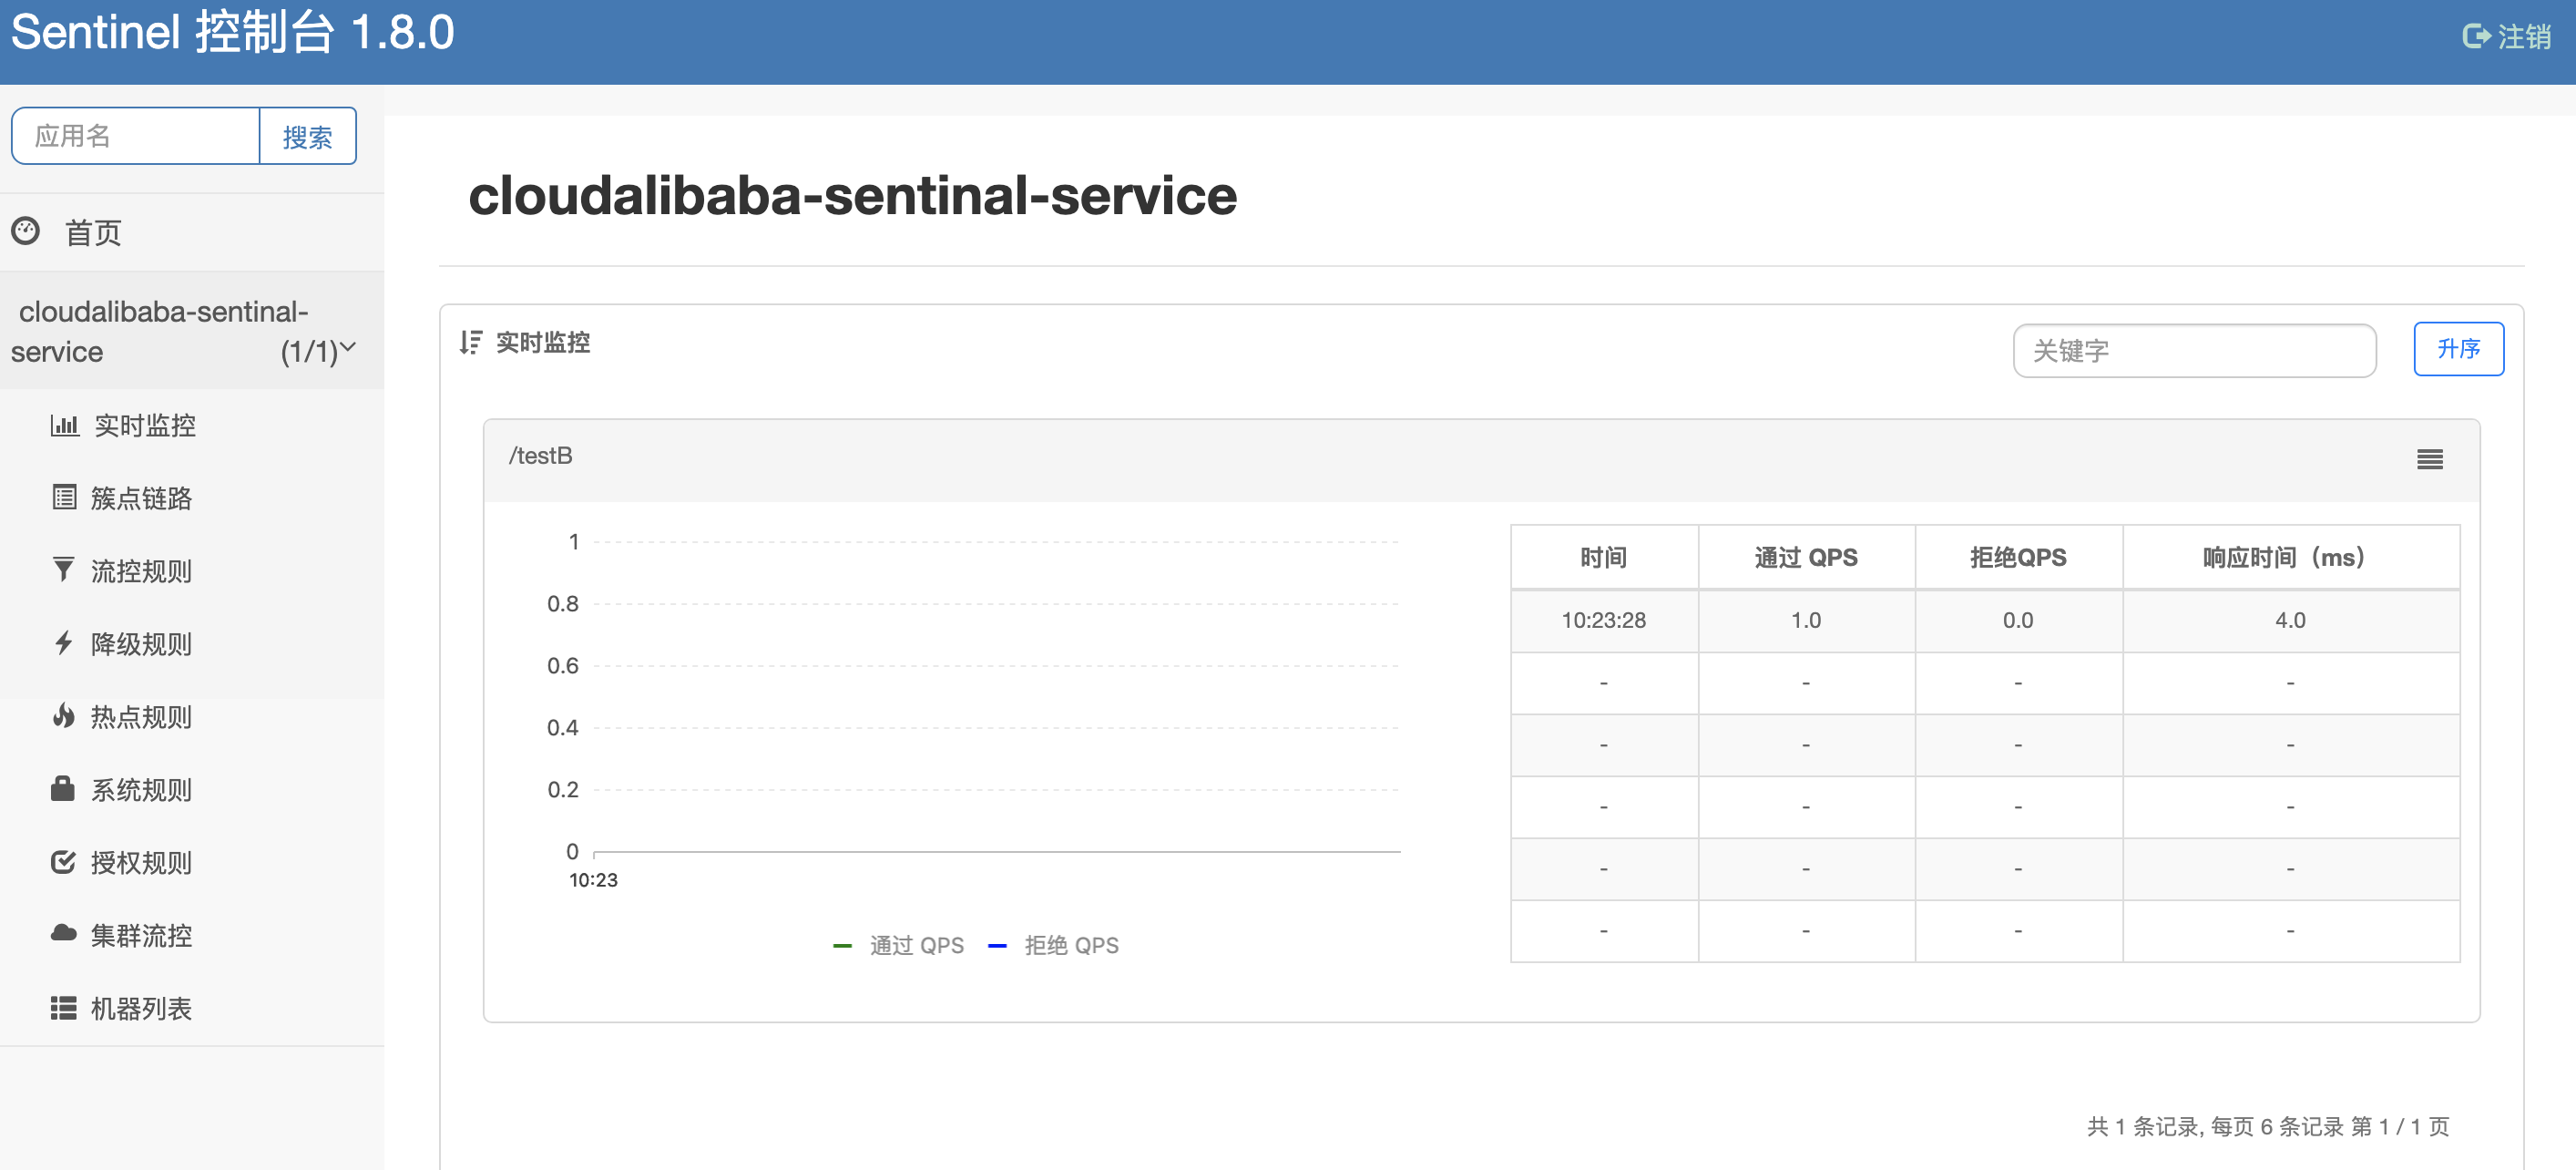 Sentinel 控制台 1.8.0
注销
应用名
搜索
首页
cloudalibaba-sentinal-
service (1/1)
实时监控
簇点链路
流控规则
降级规则
热点规则
系统规则
授权规则
集群流控
机器列表
cloudalibaba-sentinal-service
实时监控
关键字
升序
/testB
1
0.8
0.6
0.4
0.2
0
10:23
通过 QPS 拒绝 QPS
时间 通过 QPS 拒绝QPS 响应时间（ms）
10:23:28 1.0 0.0 4.0
- - - -
- - - -
- - - -
- - - -
- - - -
共 1 条记录, 每页 6 条记录 第 1 / 1 页